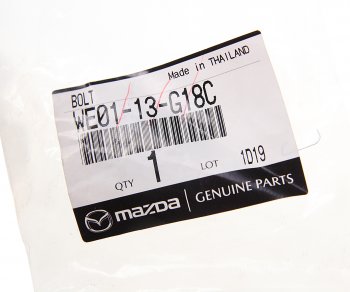 Made in THAILAND
BOLT
WE01-13-G18C
QTY 1 LOT 1D19
mazda GENUINE PARTS